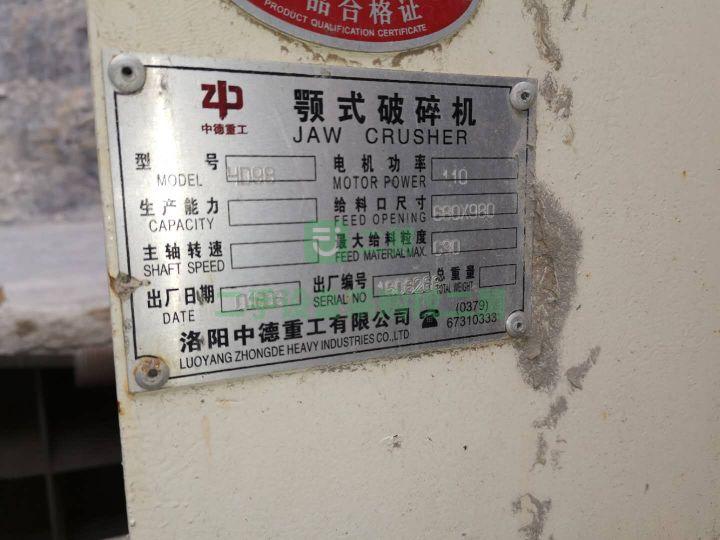 品合格证
PRODUCT QUALIFICATION CERTIFICATE
中德重工
颚式破碎机
JAW CRUSHER
型号 HD98 电机功率 110
MODEL MOTOR POWER
生产能力 给料口尺寸 680X980
CAPACITY FEED OPENING
主轴转速 最大给料粒度 630
SHAFT SPEED FEED MATERIAL MAX.
出厂日期 出厂编号 总重量
DATE SERIAL NO TOTAL WEIGHT
洛阳中德重工有限公司 ☎ (0379)
LUOYANG ZHONGDE HEAVY INDUSTRIES CO.,LTD 67310333